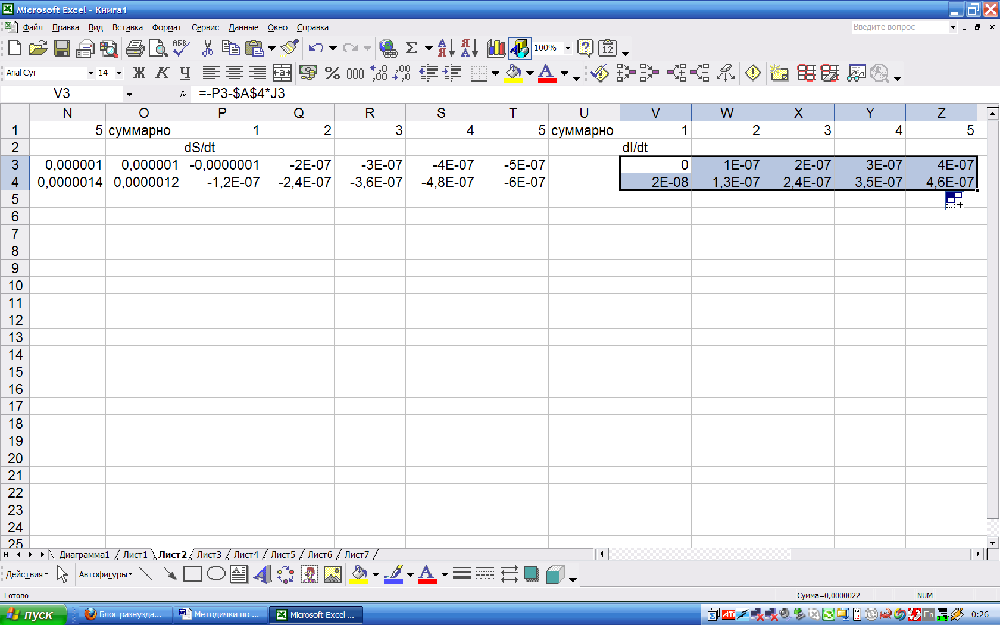 Microsoft Excel - Книга1
Файл Правка Вид Вставка Формат Сервис Данные Окно Справка Введите вопрос
100%
Arial Cyr 14 Ж К Ч % 000
V3 fx =-P3-$A$4*J3
N O P Q R S T U V W X Y Z
1 5 суммарно 1 2 3 4 5 суммарно 1 2 3 4 5
2 dS/dt dI/dt
3 0,000001 0,000001 -0,0000001 -2E-07 -3E-07 -4E-07 -5E-07 0 1E-07 2E-07 3E-07 4E-07
4 0,0000014 0,0000012 -1,2E-07 -2,4E-07 -3,6E-07 -4,8E-07 -6E-07 2E-08 1,3E-07 2,4E-07 3,5E-07 4,6E-07
5
6
7
8
9
10
11
12
13
14
15
16
17
18
19
20
21
22
23
24
25
Диаграмма1 Лист1 Лист2 Лист3 Лист4 Лист5 Лист6 Лист7
Действия Автофигуры
Готово Сумма=0,0000022 NUM
пуск Блог разнузда... Методички по ... Microsoft Excel ... ATI En 0:26